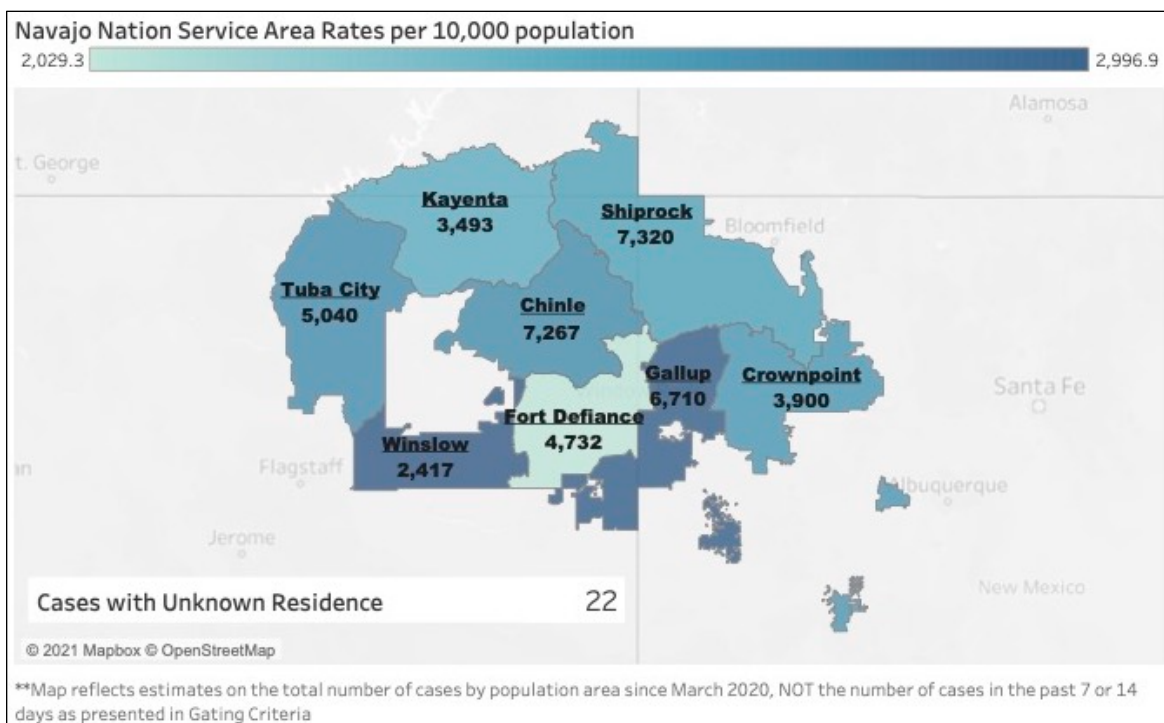 Navajo Nation Service Area Rates per 10,000 population
2,029.3
2,996.9
Alamosa
t. George
Kayenta
3,493
Shiprock
7,320
Bloomfield
Tuba City
5,040
Chinle
7,267
Gallup
6,710
Crownpoint
3,900
Santa Fe
Fort Defiance
4,732
Winslow
2,417
an
Flagstaff
Albuquerque
Jerome
New Mexico
Cases with Unknown Residence 22
© 2021 Mapbox © OpenStreetMap
**Map reflects estimates on the total number of cases by population area since March 2020, NOT the number of cases in the past 7 or 14
days as presented in Gating Criteria